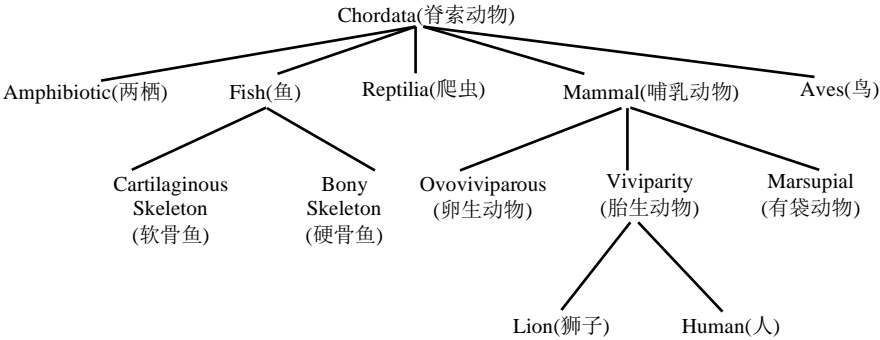 Chordata(脊索动物)
Amphibiotic(两栖)
Fish(鱼)
Reptilia(爬虫)
Mammal(哺乳动物)
Aves(鸟)
Cartilaginous
Skeleton
(软骨鱼)
Bony
Skeleton
(硬骨鱼)
Ovoviviparous
(卵生动物)
Viviparity
(胎生动物)
Marsupial
(有袋动物)
Lion(狮子)
Human(人)